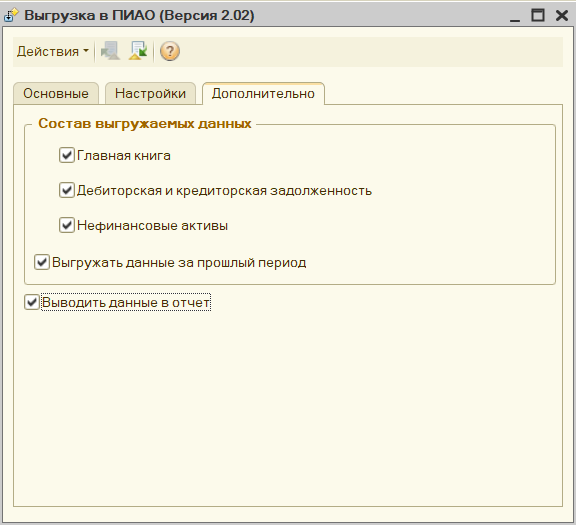 Выгрузка в ПИАО (Версия 2.02)
Действия
Основные Настройки Дополнительно
Состав выгружаемых данных
Главная книга
Дебиторская и кредиторская задолженность
Нефинансовые активы
Выгружать данные за прошлый период
Выводить данные в отчет